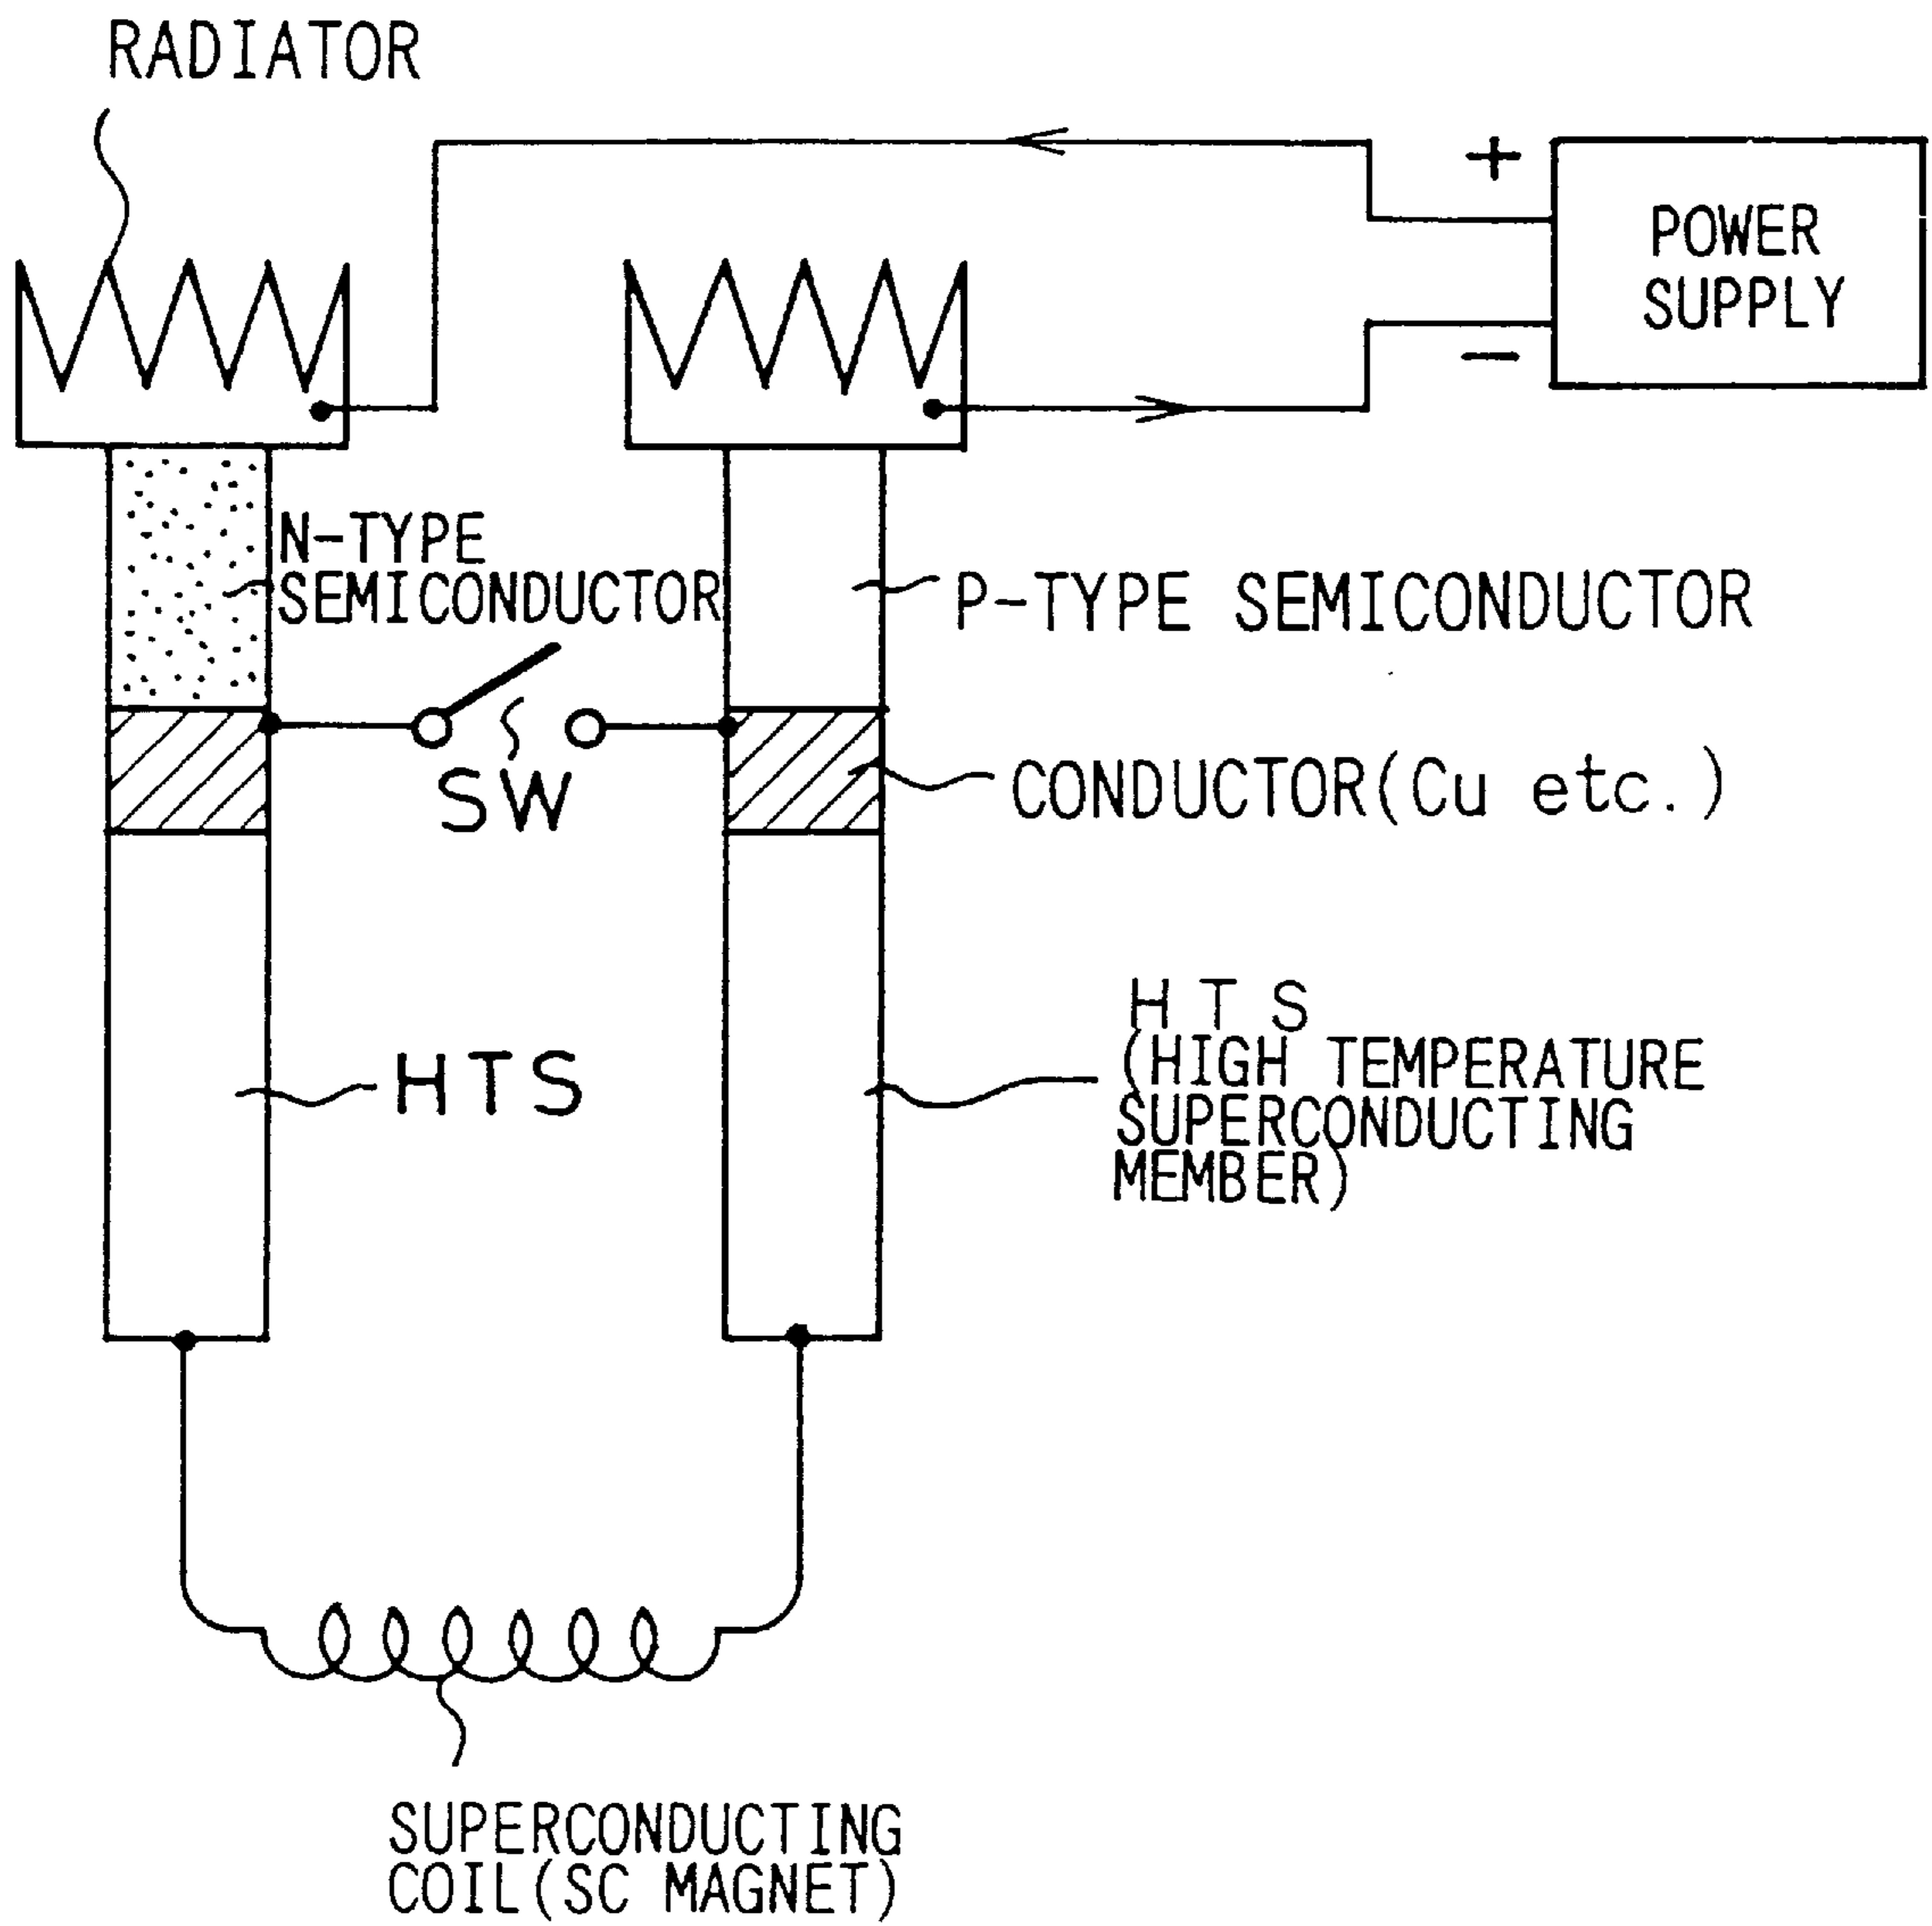 RADIATOR
+
POWER
SUPPLY
−
N-TYPE
SEMICONDUCTOR
P-TYPE SEMICONDUCTOR
SW
CONDUCTOR(Cu etc.)
HTS
HTS
(HIGH TEMPERATURE
SUPERCONDUCTING
MEMBER)
SUPERCONDUCTING
COIL(SC MAGNET)